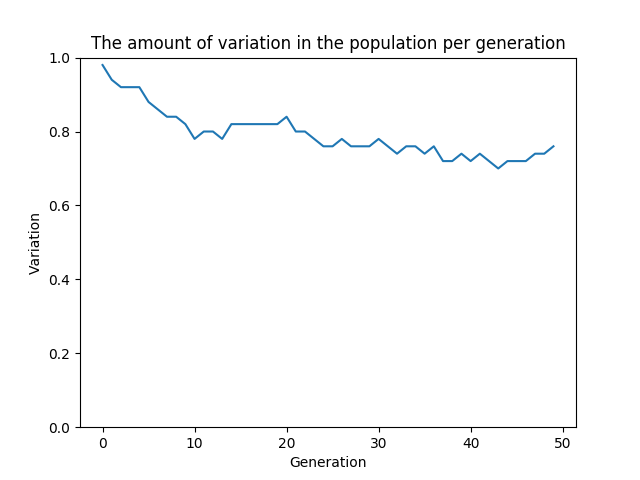 The amount of variation in the population per generation
1.0
0.8
0.6
0.4
0.2
0.0
Variation
0 10 20 30 40 50
Generation